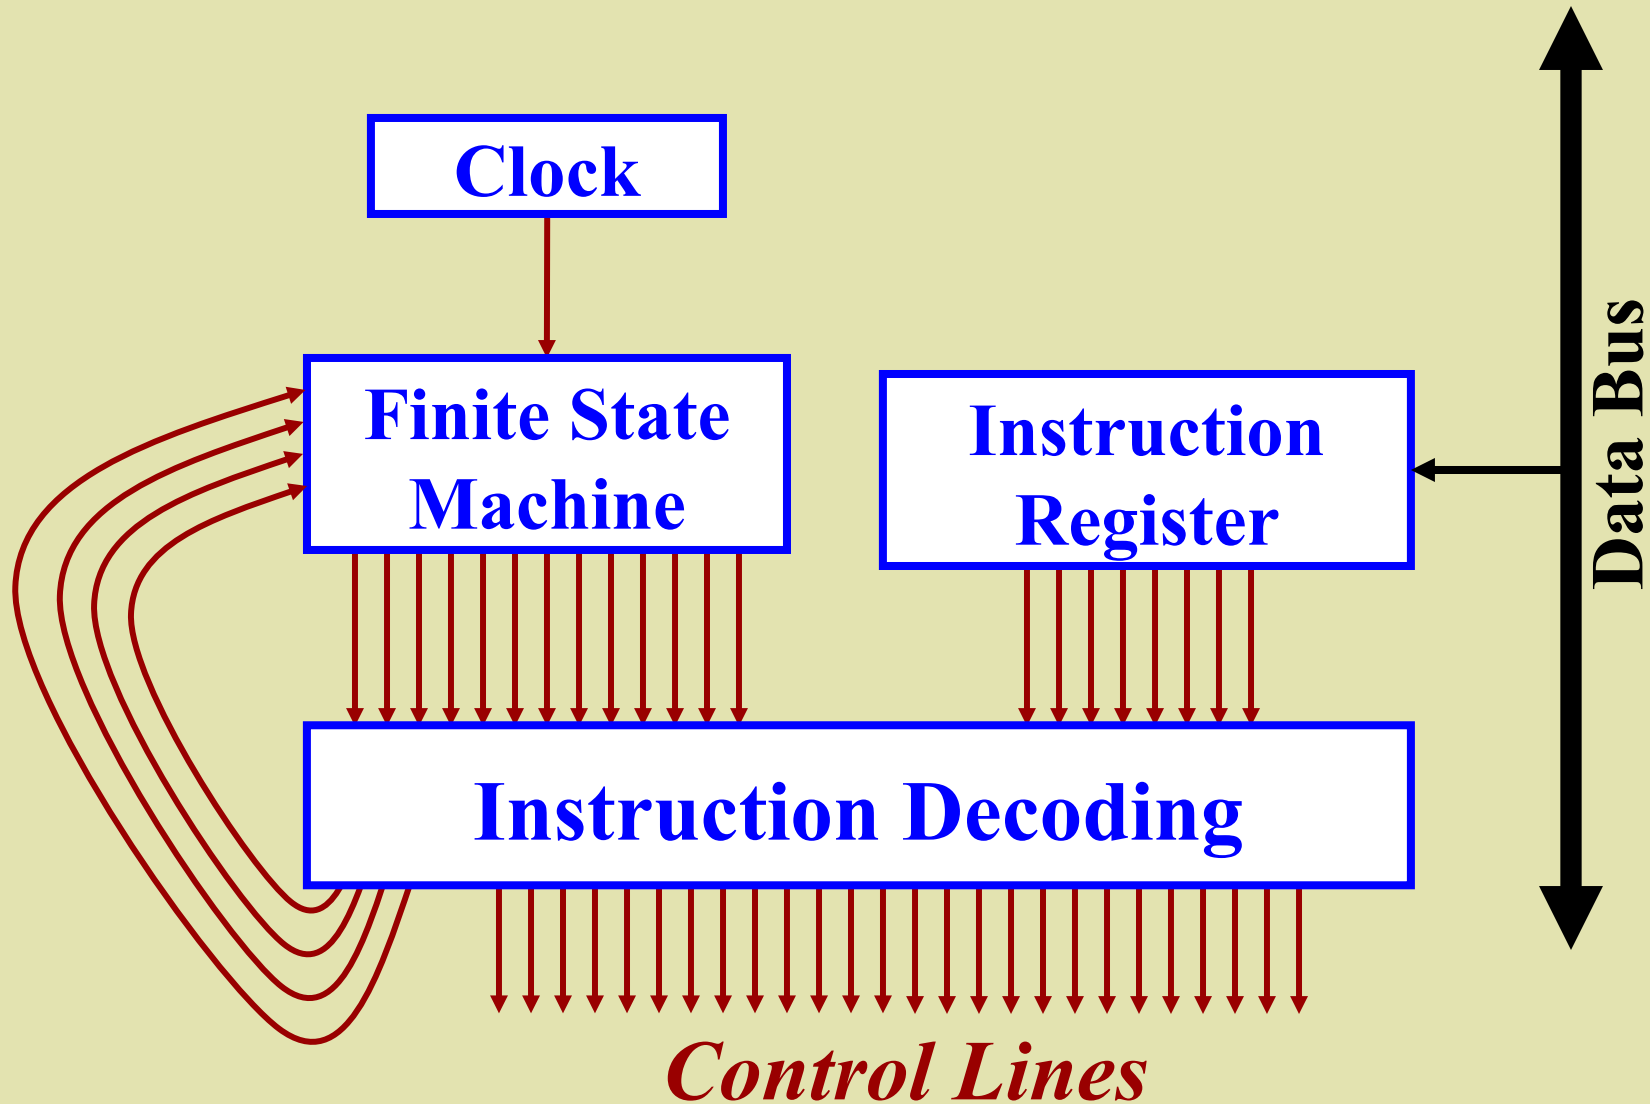 Clock
Finite State
Machine
Instruction
Register
Data Bus
Instruction Decoding
Control Lines